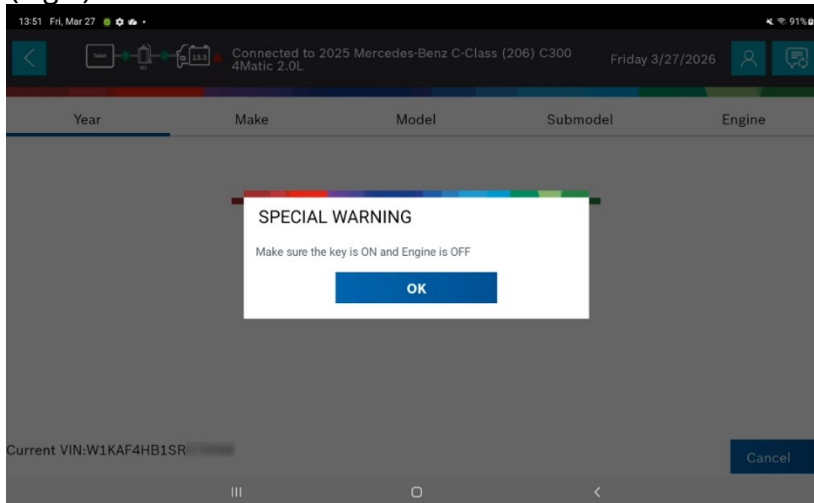 13:51 Fri, Mar 27
91%
13.3
Connected to 2025 Mercedes-Benz C-Class (206) C300
4Matic 2.0L
Friday 3/27/2026
Year Make Model Submodel Engine
SPECIAL WARNING
Make sure the key is ON and Engine is OFF
OK
Current VIN:W1KAF4HB1SR
Cancel